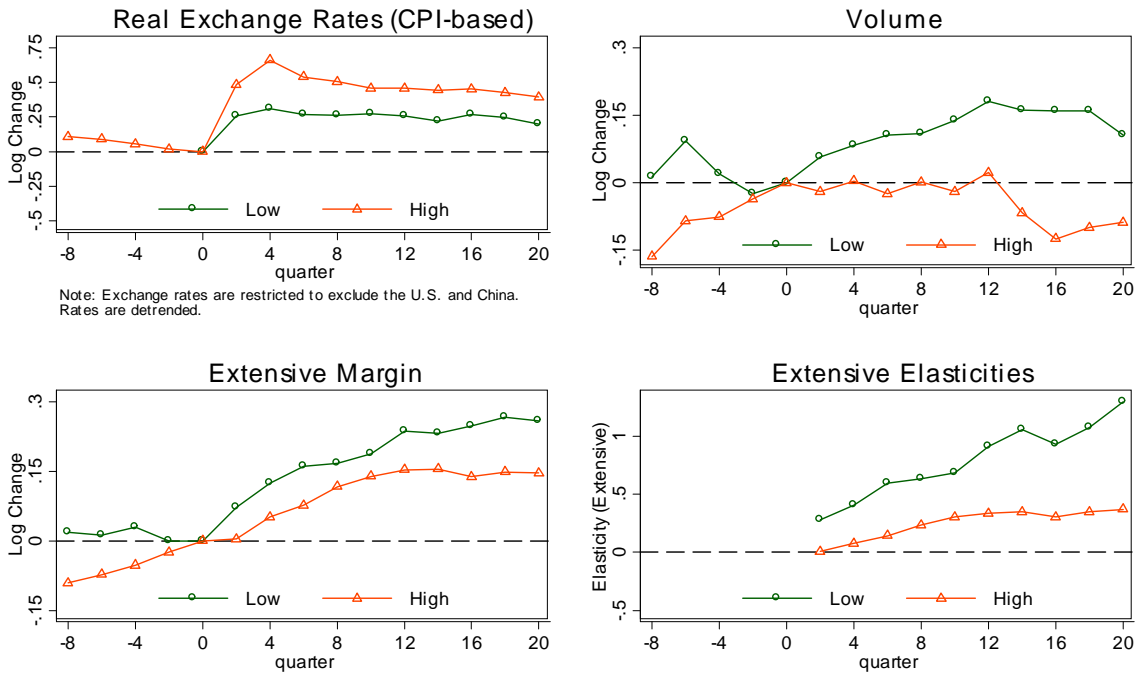 Real Exchange Rates (CPI-based)
Log Change
.75
.5
.25
0
-.25
-.5
Low
High
-8
-4
0
4
8
12
16
20
quarter
Note: Exchange rates are restricted to exclude the U.S. and China.
Rates are detrended.
Volume
Log Change
.3
.15
0
-.15
Low
High
-8
-4
0
4
8
12
16
20
quarter
Extensive Margin
Log Change
.3
.15
0
-.15
Low
High
-8
-4
0
4
8
12
16
20
quarter
Extensive Elasticities
Elasticity (Extensive)
1
.5
0
-.5
Low
High
-8
-4
0
4
8
12
16
20
quarter